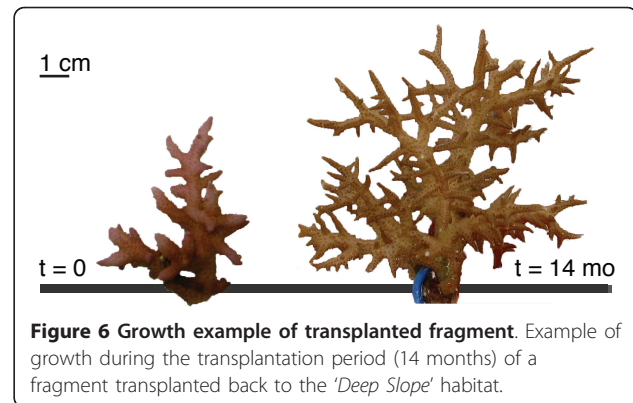 1 cm
t = 0
t = 14 mo
Figure 6 Growth example of transplanted fragment. Example of
growth during the transplantation period (14 months) of a
fragment transplanted back to the 'Deep Slope' habitat.